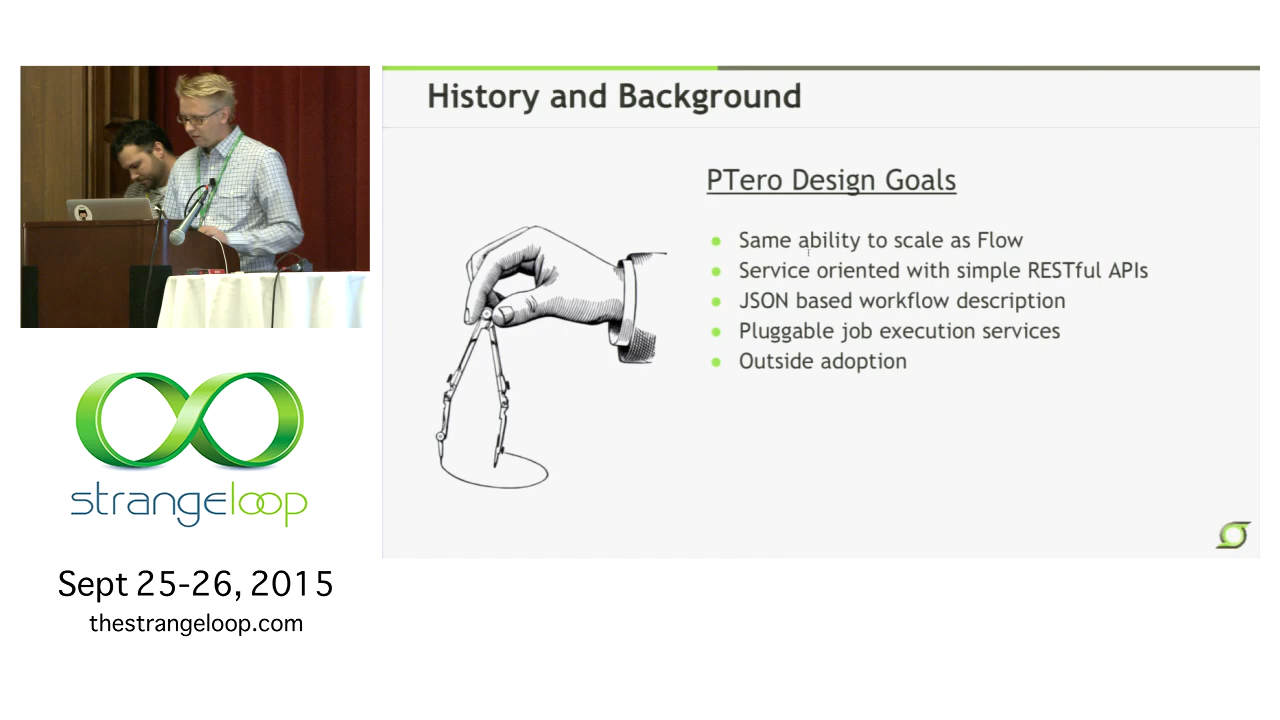 History and Background
PTero Design Goals
Same ability to scale as Flow
Service oriented with simple RESTful APIs
JSON based workflow description
Pluggable job execution services
Outside adoption
strangeloop
Sept 25-26, 2015
thestrangeloop.com